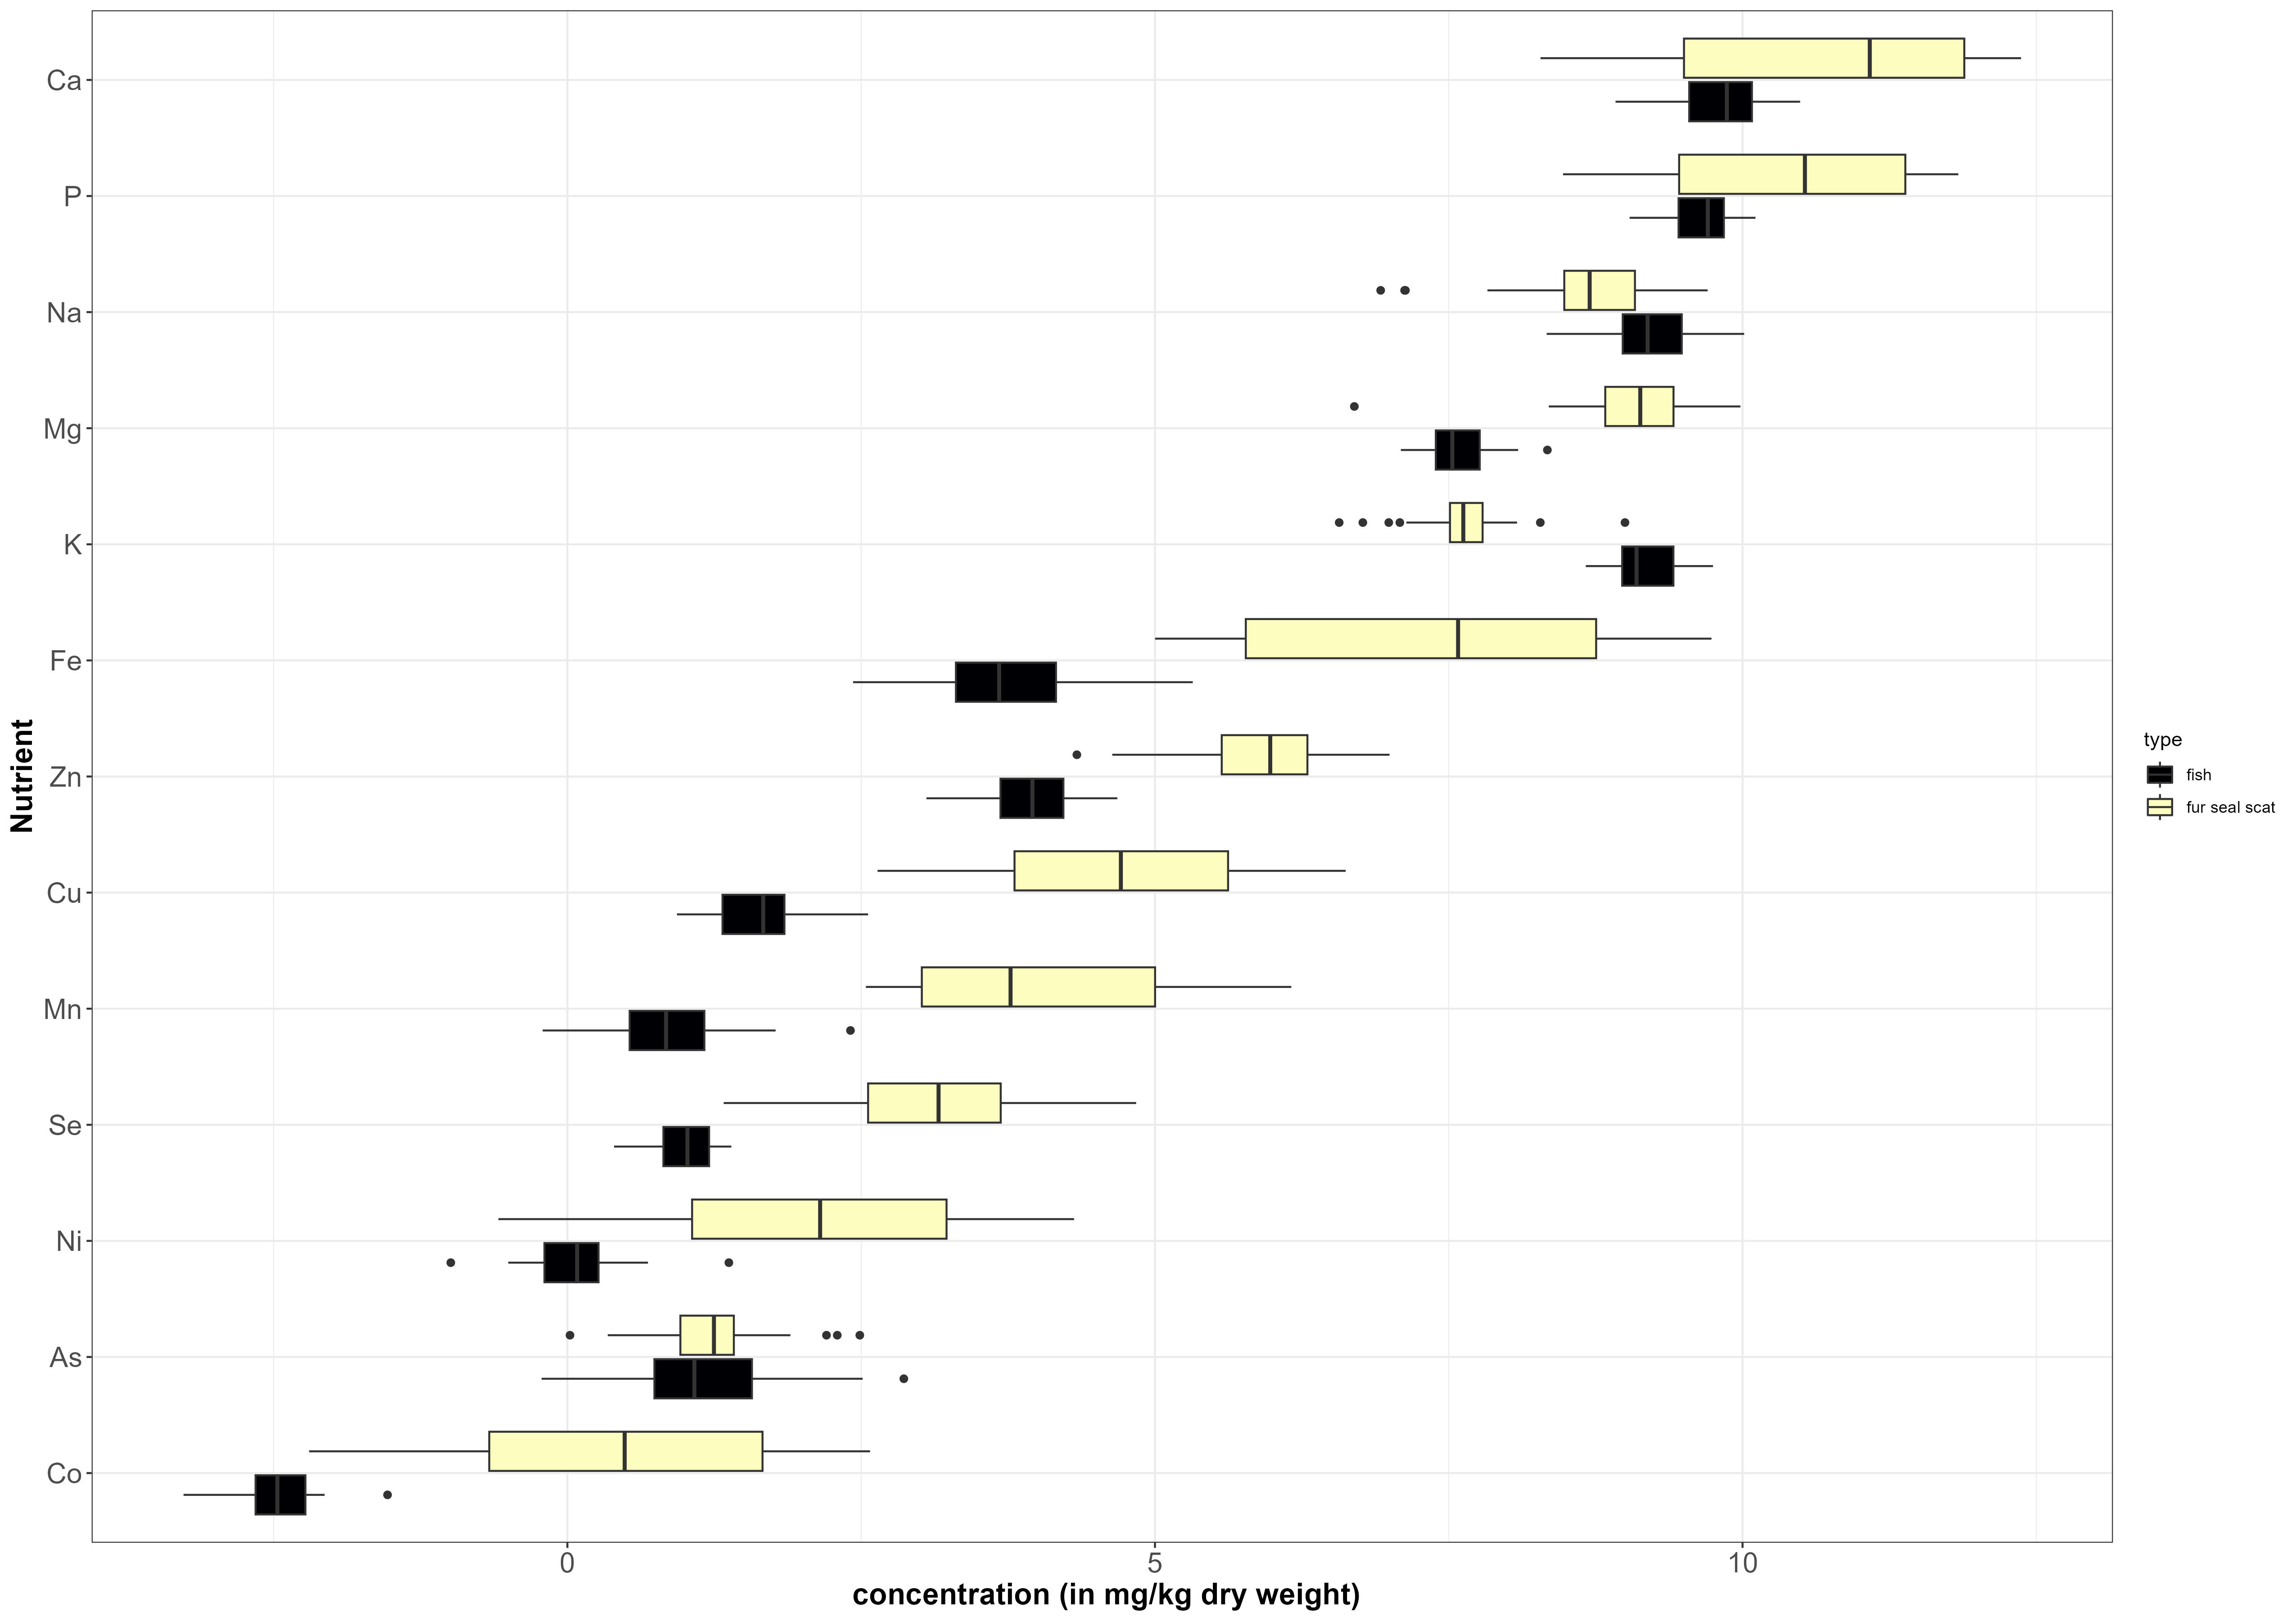 Ca
P
Na
Mg
K
Fe
Zn
Cu
Mn
Se
Ni
As
Co
Nutrient
0 5 10
concentration (in mg/kg dry weight)
type
fish
fur seal scat